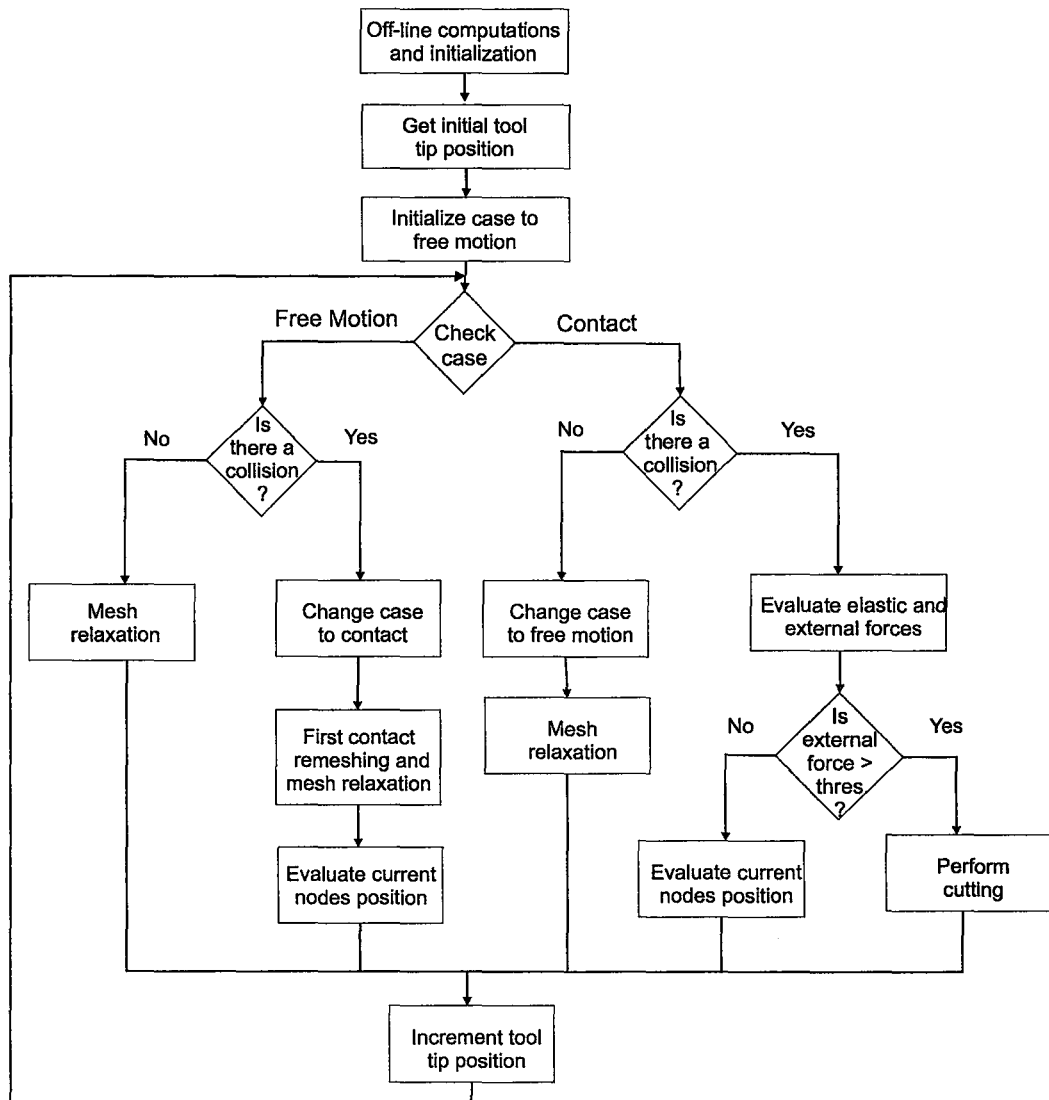 Off-line computations
and initialization
Get initial tool
tip position
Initialize case to
free motion
Free Motion
Check
case
Contact
No
Is
there a
collision
?
Yes
No
Is
there a
collision
?
Yes
Mesh
relaxation
Change case
to contact
Change case
to free motion
Evaluate elastic and
external forces
First contact
remeshing and
mesh relaxation
Mesh
relaxation
No
Is
external
force >
thres.
?
Yes
Evaluate current
nodes position
Evaluate current
nodes position
Perform
cutting
Increment tool
tip position